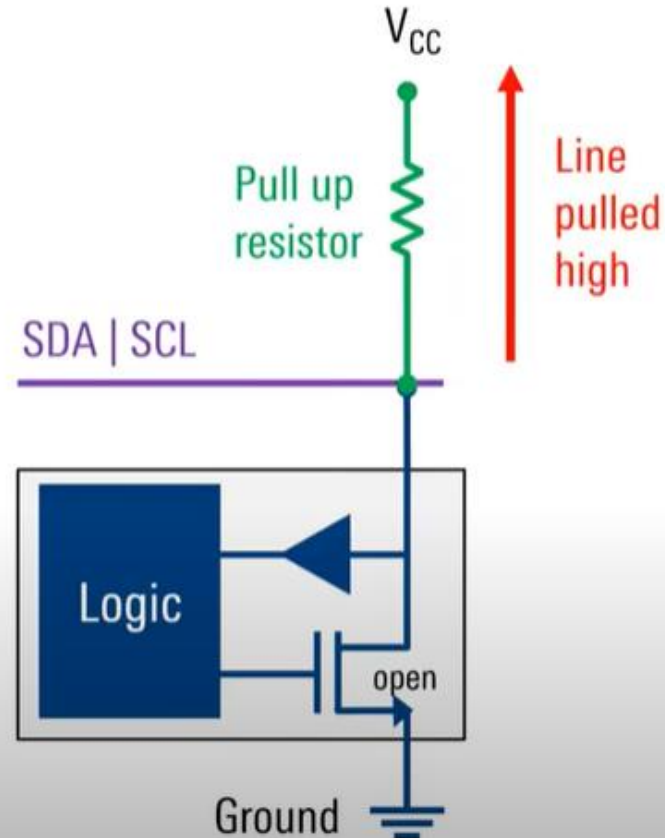 VCC
Pull up
resistor
Line
pulled
high
SDA | SCL
Logic
open
Ground